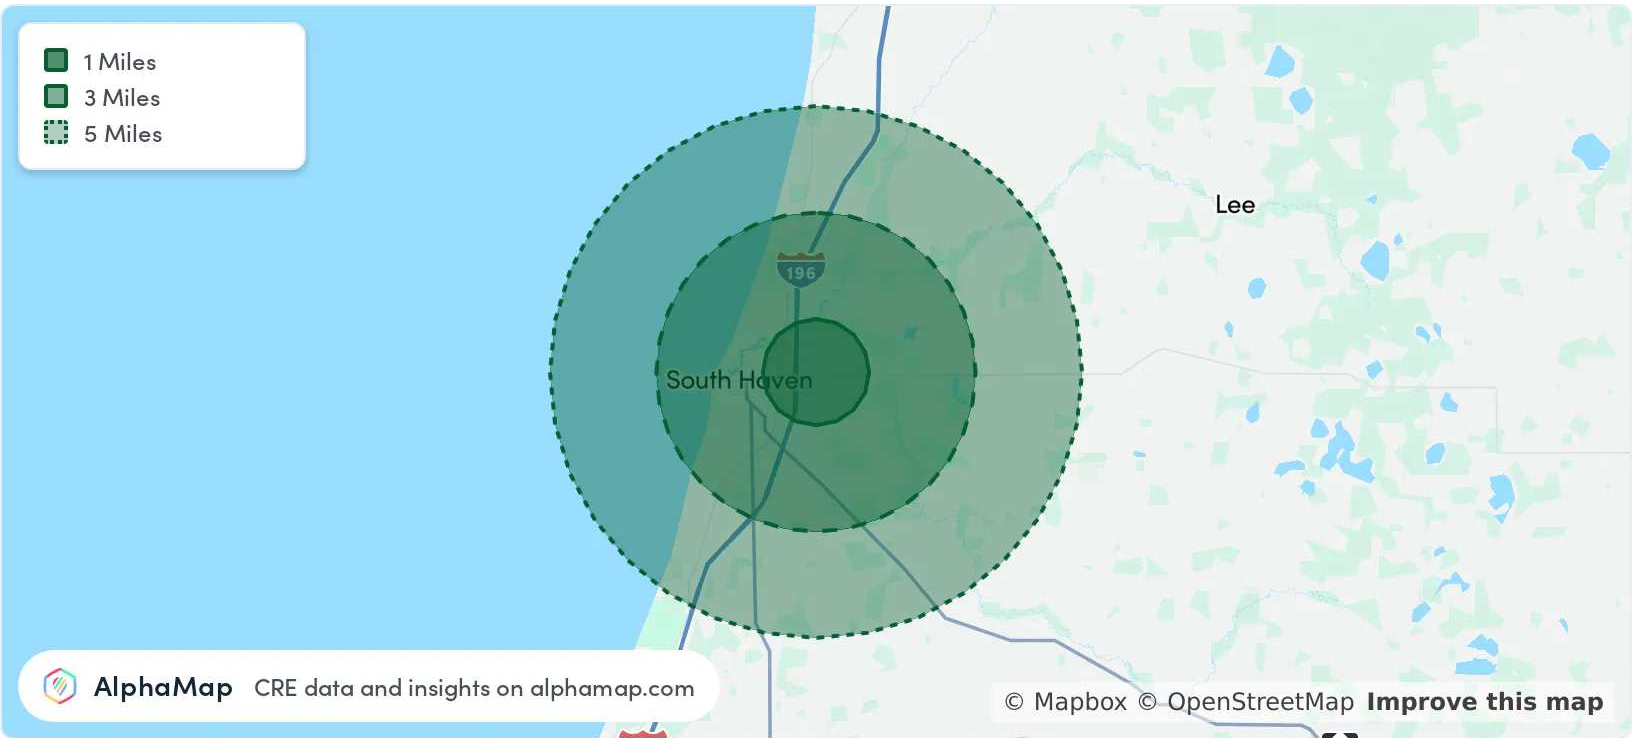 1 Miles
3 Miles
5 Miles
Lee
196
South Haven
AlphaMap CRE data and insights on alphamap.com
© Mapbox © OpenStreetMap Improve this map